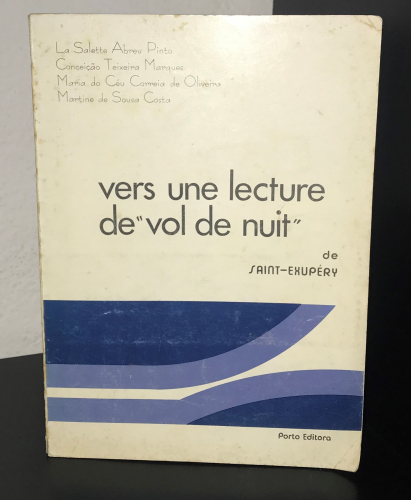 La Salette Abreu Pinto
Conceição Teixeira Marques
Maria do Céu Correia de Oliveira
Martine de Sousa Costa
vers une lecture
de "vol de nuit"
de
SAINT-EXUPÉRY
Porto Editora